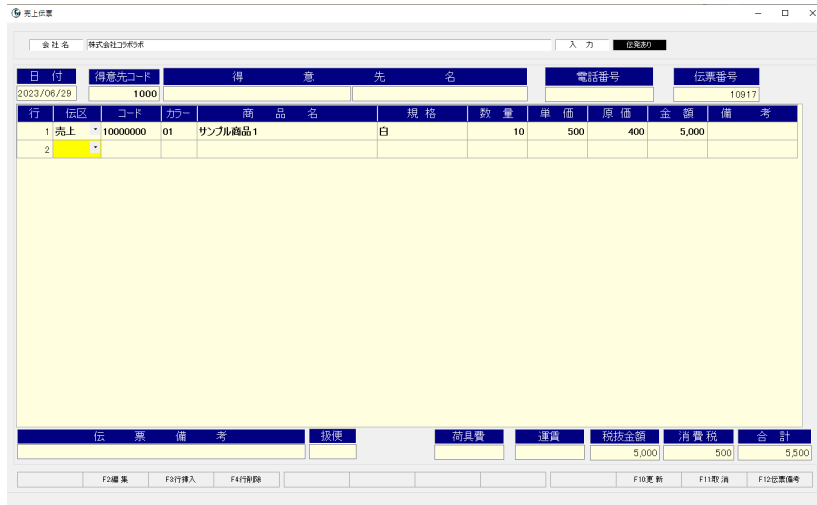 売上伝票
会社名 株式会社コラボラボ 入力 伝発あり
日付 得意先コード 得意先名 電話番号 伝票番号
2023/06/29 1000 10917
行 伝区 コード カラー 商品名 規格 数量 単価 原価 金額 備考
1 売上 10000000 01 サンプル商品1 白 10 500 400 5,000
2
伝票備考 扱便 荷具費 運賃 税抜金額 消費税 合計
5,000 500 5,500
F2編集 F3行挿入 F4行削除 F10更新 F11取消 F12伝票備考